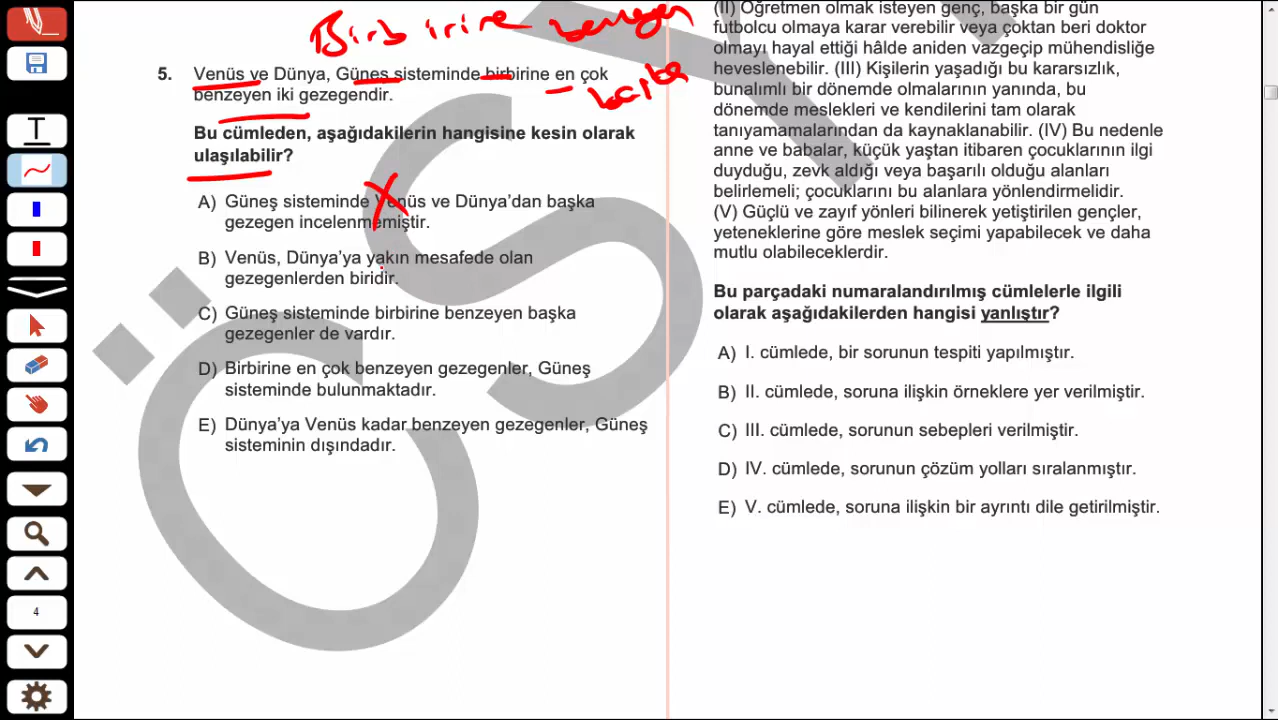 Birbirine benzeyen
başka
5. Venüs ve Dünya, Güneş sisteminde birbirine en çok
benzeyen iki gezegendir.
Bu cümleden, aşağıdakilerin hangisine kesin olarak
ulaşılabilir?
A) Güneş sisteminde Venüs ve Dünya’dan başka
gezegen incelenmemiştir.
B) Venüs, Dünya’ya yakın mesafede olan
gezegenlerden biridir.
C) Güneş sisteminde birbirine benzeyen başka
gezegenler de vardır.
D) Birbirine en çok benzeyen gezegenler, Güneş
sisteminde bulunmaktadır.
E) Dünya’ya Venüs kadar benzeyen gezegenler, Güneş
sisteminin dışındadır.
(II) Öğretmen olmak isteyen genç, başka bir gün
futbolcu olmaya karar verebilir veya çoktan beri doktor
olmayı hayal ettiği hâlde aniden vazgeçip mühendisliğe
heveslenebilir. (III) Kişilerin yaşadığı bu kararsızlık,
bunalımlı bir dönemde olmalarının yanında, bu
dönemde meslekleri ve kendilerini tam olarak
tanıyamamalarından da kaynaklanabilir. (IV) Bu nedenle
anne ve babalar, küçük yaştan itibaren çocuklarının ilgi
duyduğu, zevk aldığı veya başarılı olduğu alanları
belirlemeli; çocuklarını bu alanlara yönlendirmelidir.
(V) Güçlü ve zayıf yönleri bilinerek yetiştirilen gençler,
yeteneklerine göre meslek seçimi yapabilecek ve daha
mutlu olabileceklerdir.
Bu parçadaki numaralandırılmış cümlelerle ilgili
olarak aşağıdakilerden hangisi yanlıştır?
A) I. cümlede, bir sorunun tespiti yapılmıştır.
B) II. cümlede, soruna ilişkin örneklere yer verilmiştir.
C) III. cümlede, sorunun sebepleri verilmiştir.
D) IV. cümlede, sorunun çözüm yolları sıralanmıştır.
E) V. cümlede, soruna ilişkin bir ayrıntı dile getirilmiştir.
T
4